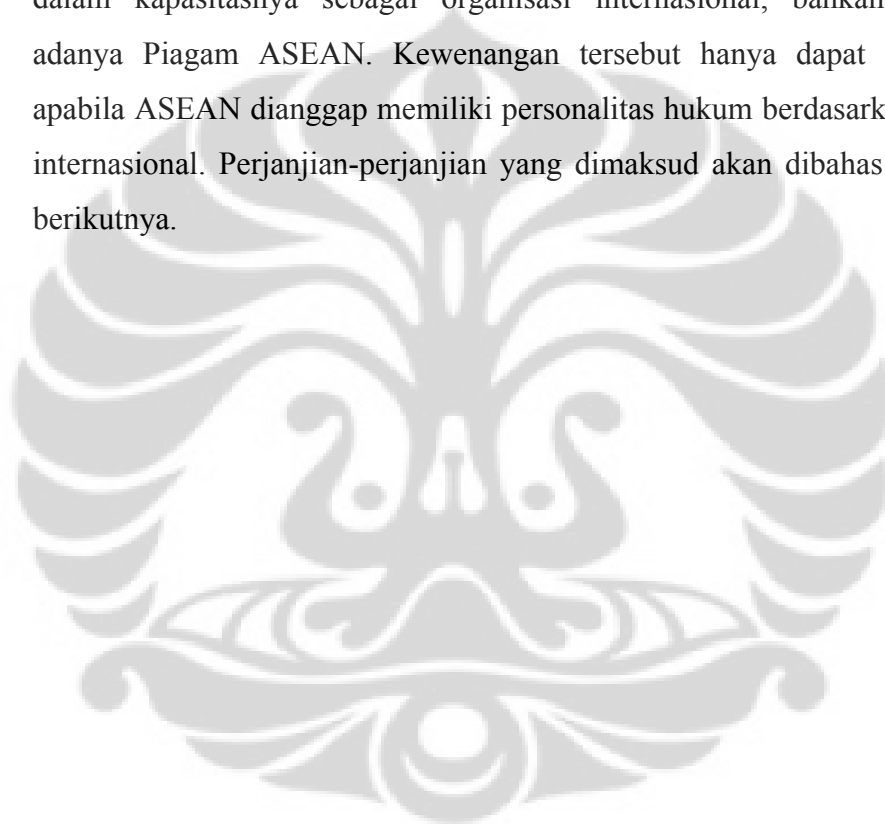 dalam kapasitasnya sebagai organisasi internasional, bahkan
adanya Piagam ASEAN. Kewenangan tersebut hanya dapat
apabila ASEAN dianggap memiliki personalitas hukum berdasark
internasional. Perjanjian-perjanjian yang dimaksud akan dibahas
berikutnya.